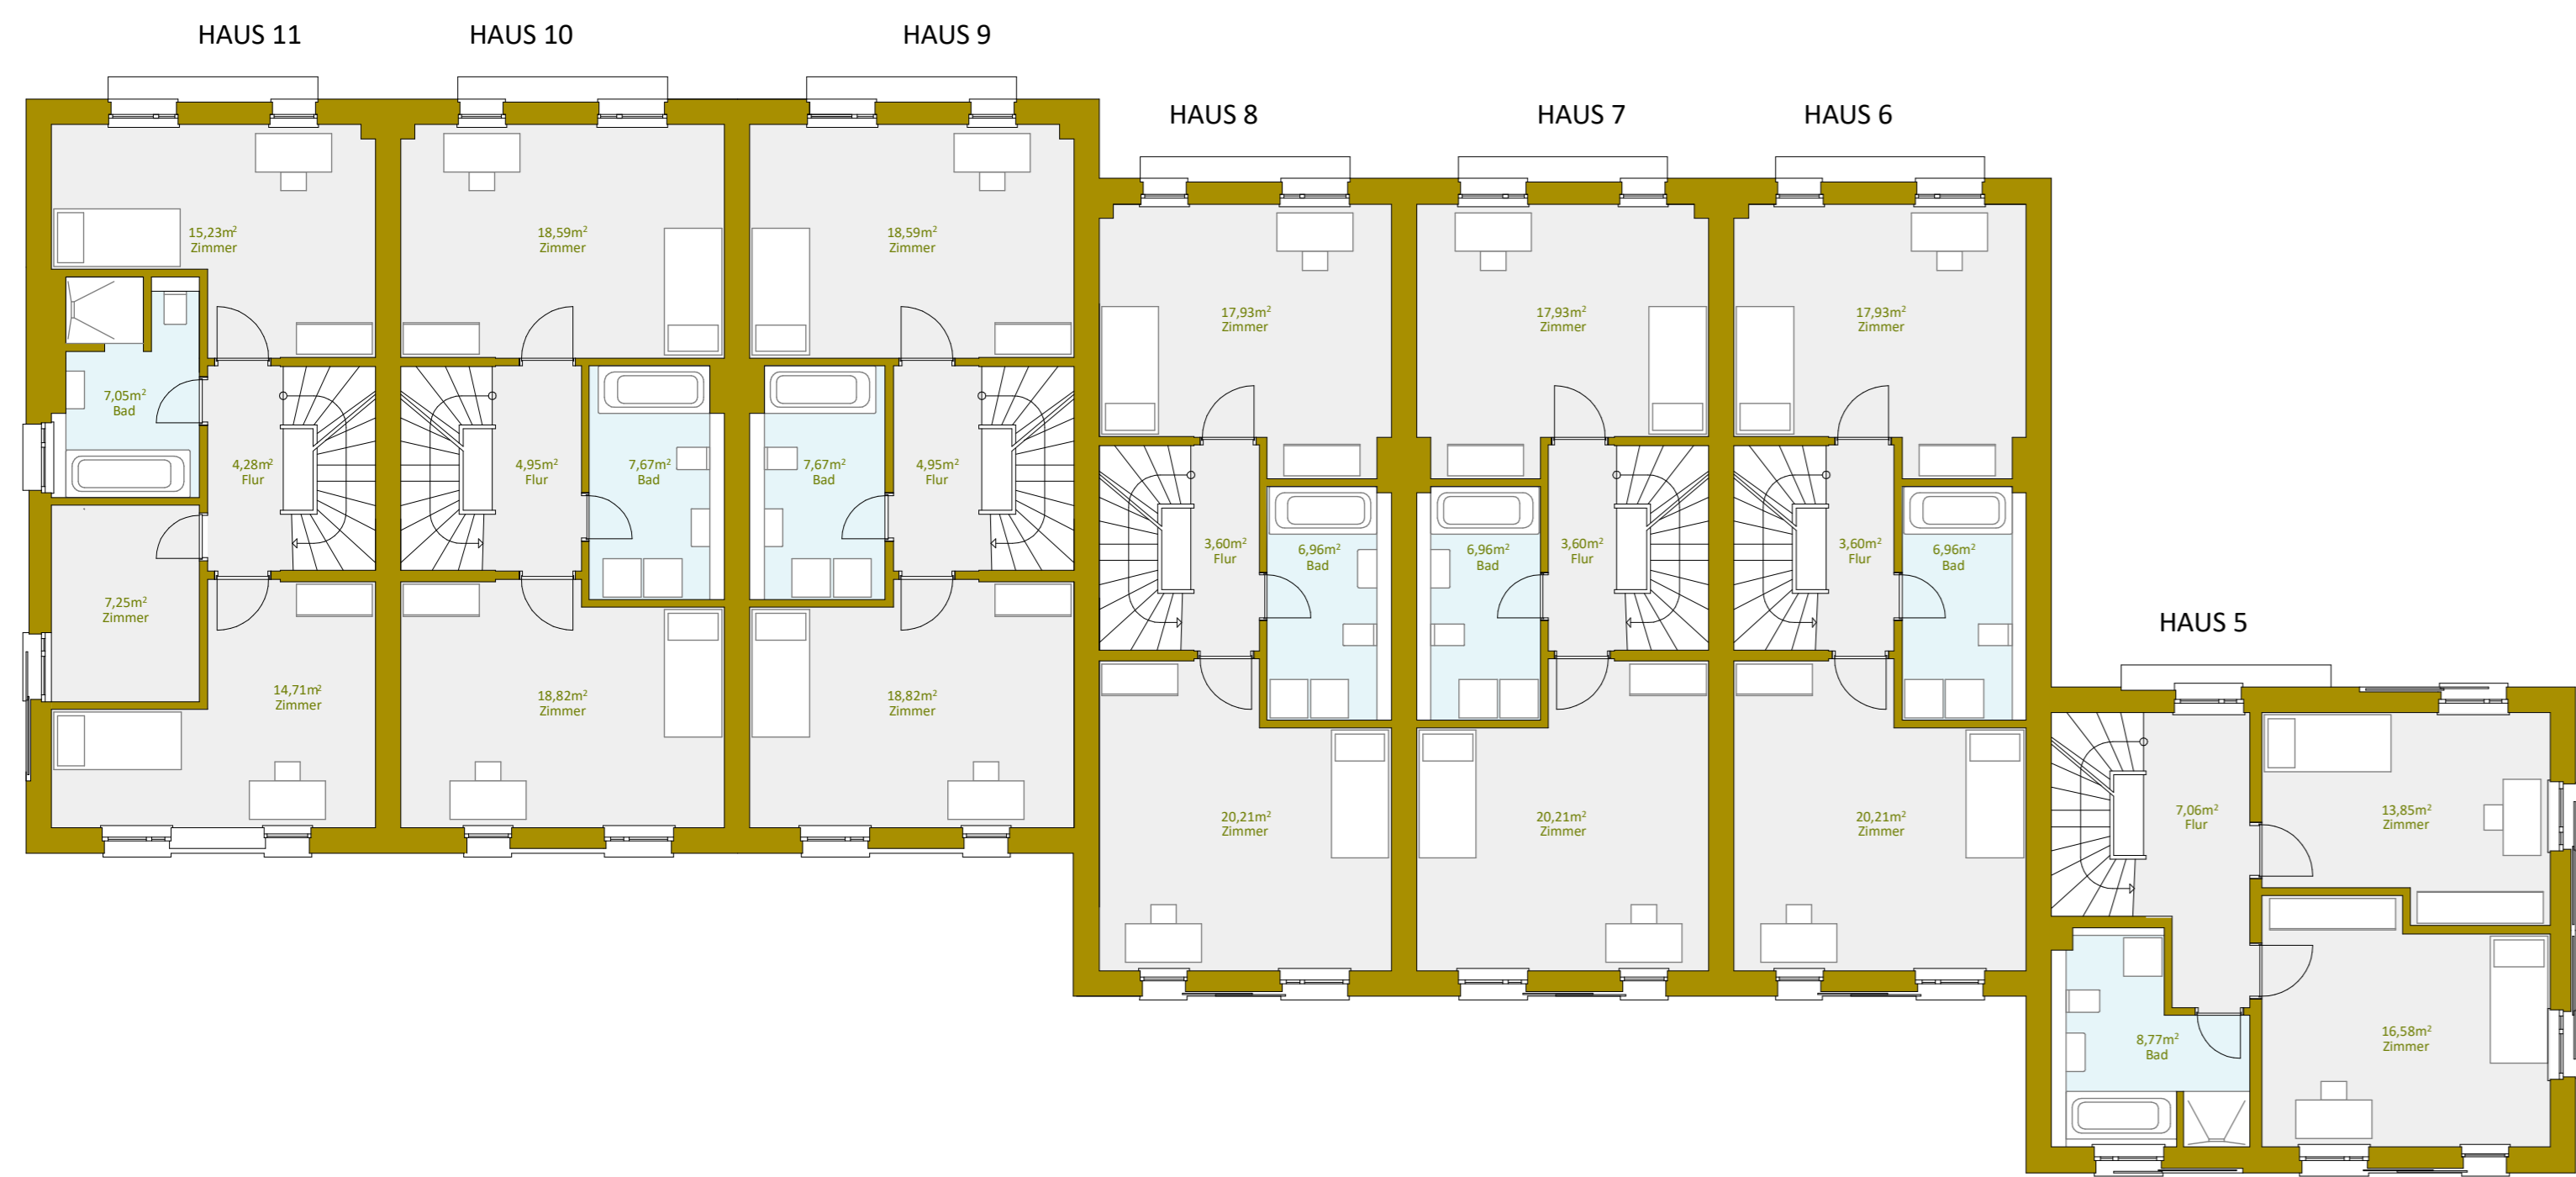 HAUS 11
HAUS 10
HAUS 9
HAUS 8
HAUS 7
HAUS 6
HAUS 5
15,23m²
Zimmer
7,05m²
Bad
4,28m²
Flur
7,25m²
Zimmer
14,71m²
Zimmer
18,59m²
Zimmer
4,95m²
Flur
7,67m²
Bad
18,82m²
Zimmer
18,59m²
Zimmer
7,67m²
Bad
4,95m²
Flur
18,82m²
Zimmer
17,93m²
Zimmer
3,60m²
Flur
6,96m²
Bad
20,21m²
Zimmer
17,93m²
Zimmer
6,96m²
Bad
3,60m²
Flur
20,21m²
Zimmer
17,93m²
Zimmer
3,60m²
Flur
6,96m²
Bad
20,21m²
Zimmer
7,06m²
Flur
13,85m²
Zimmer
8,77m²
Bad
16,58m²
Zimmer